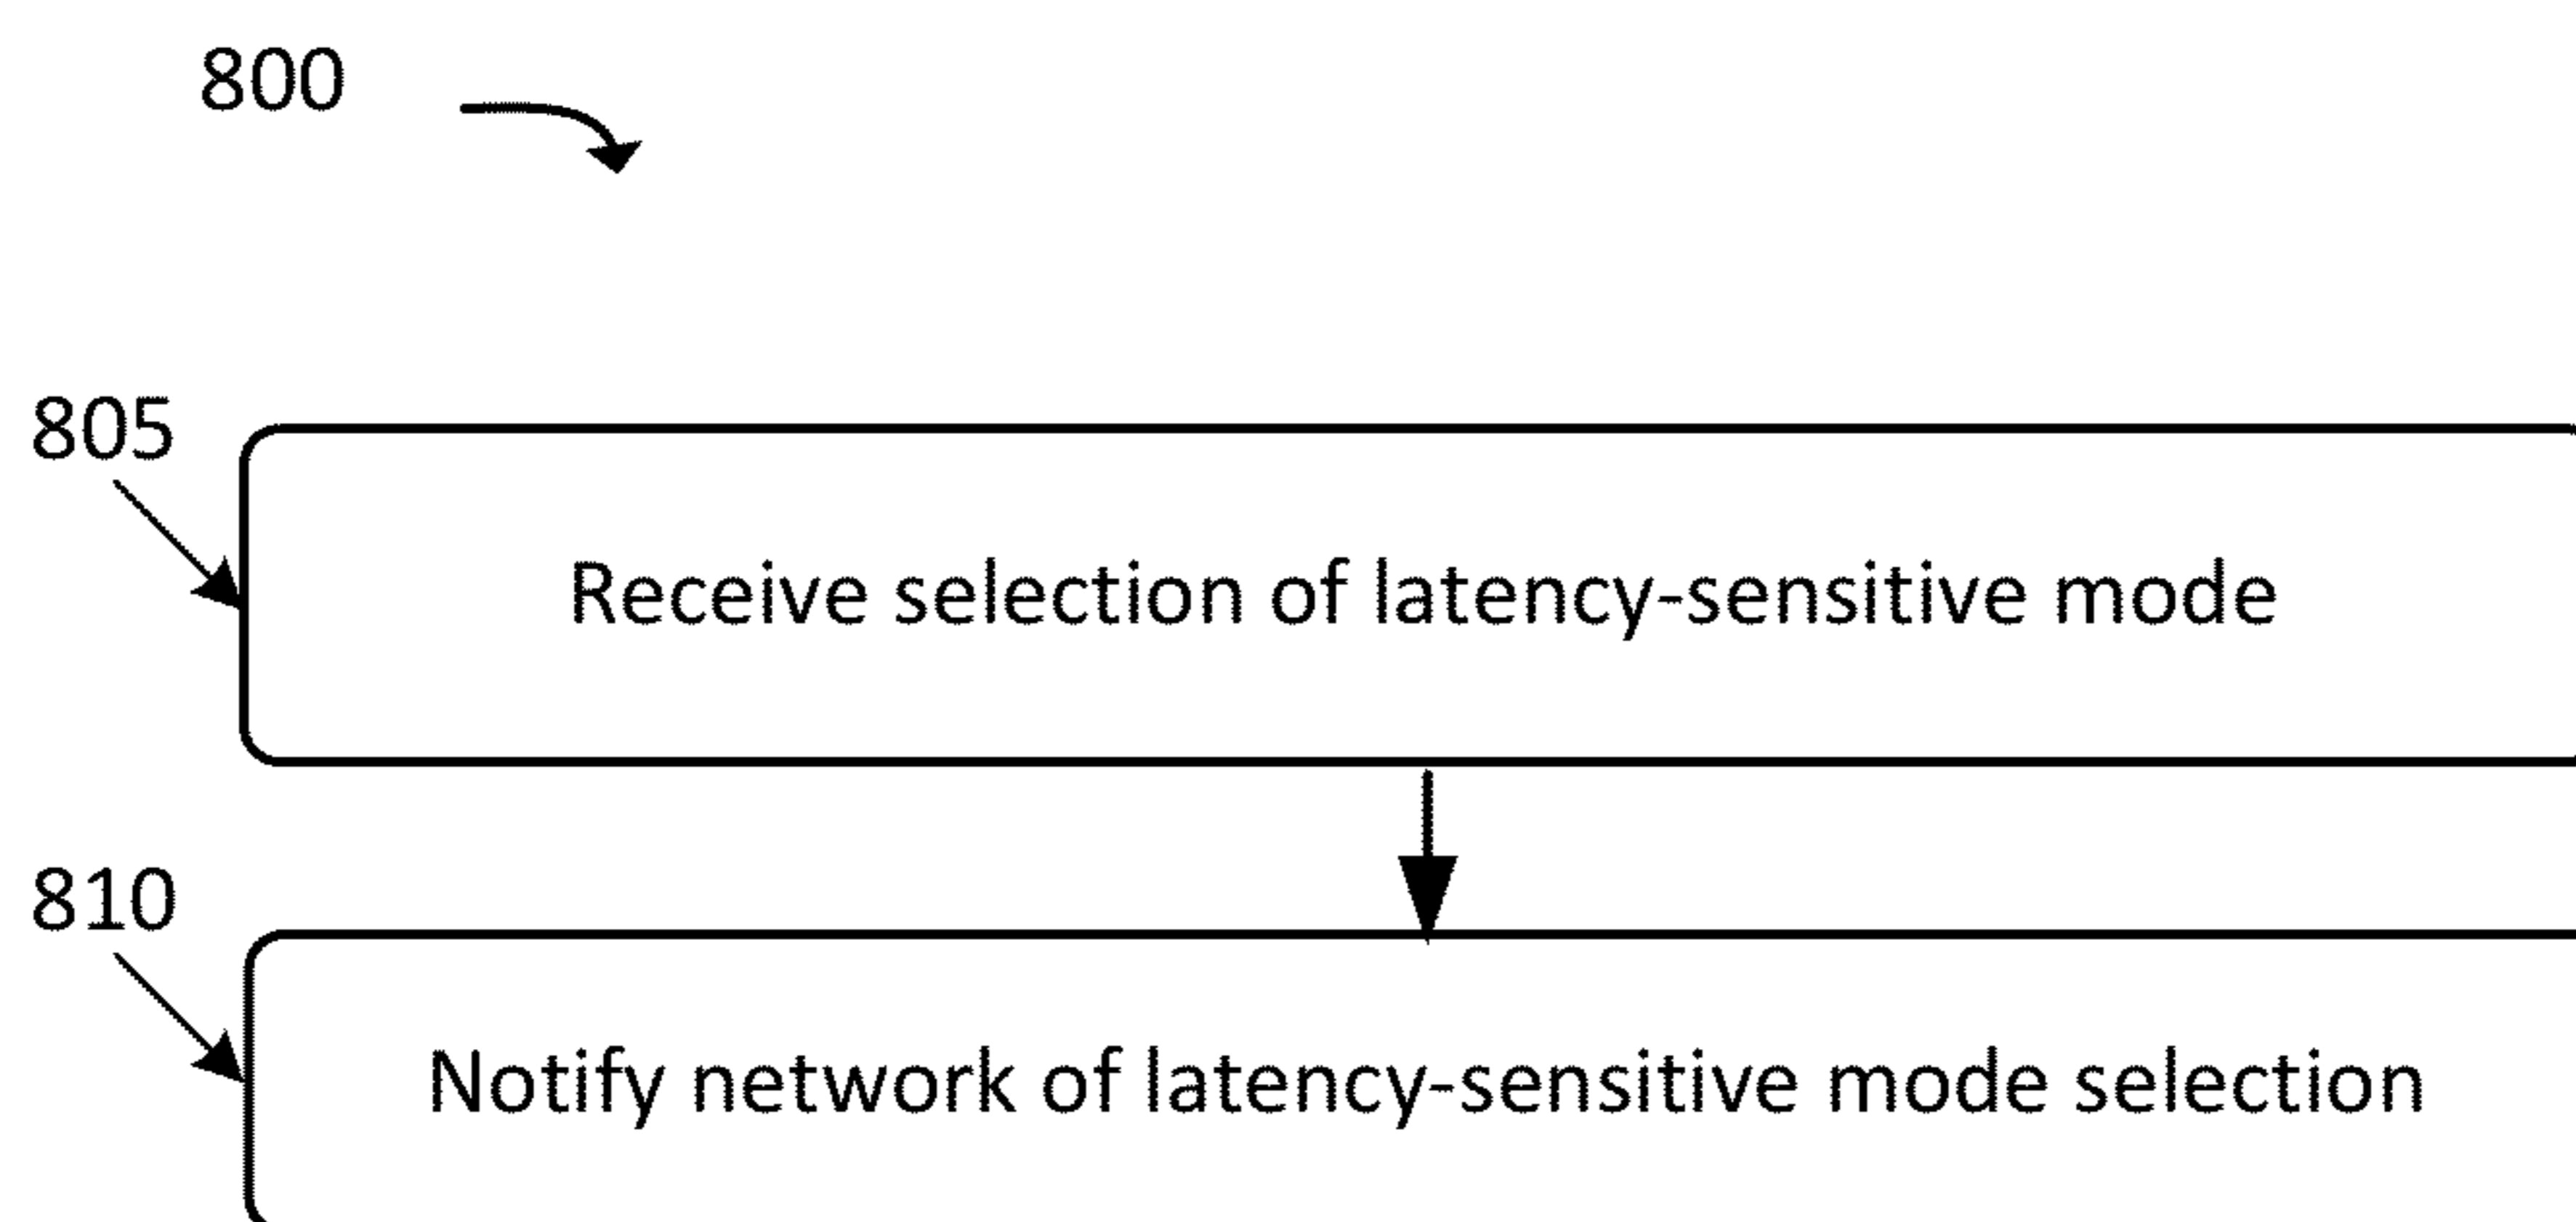 800
805
Receive selection of latency-sensitive mode
810
Notify network of latency-sensitive mode selection